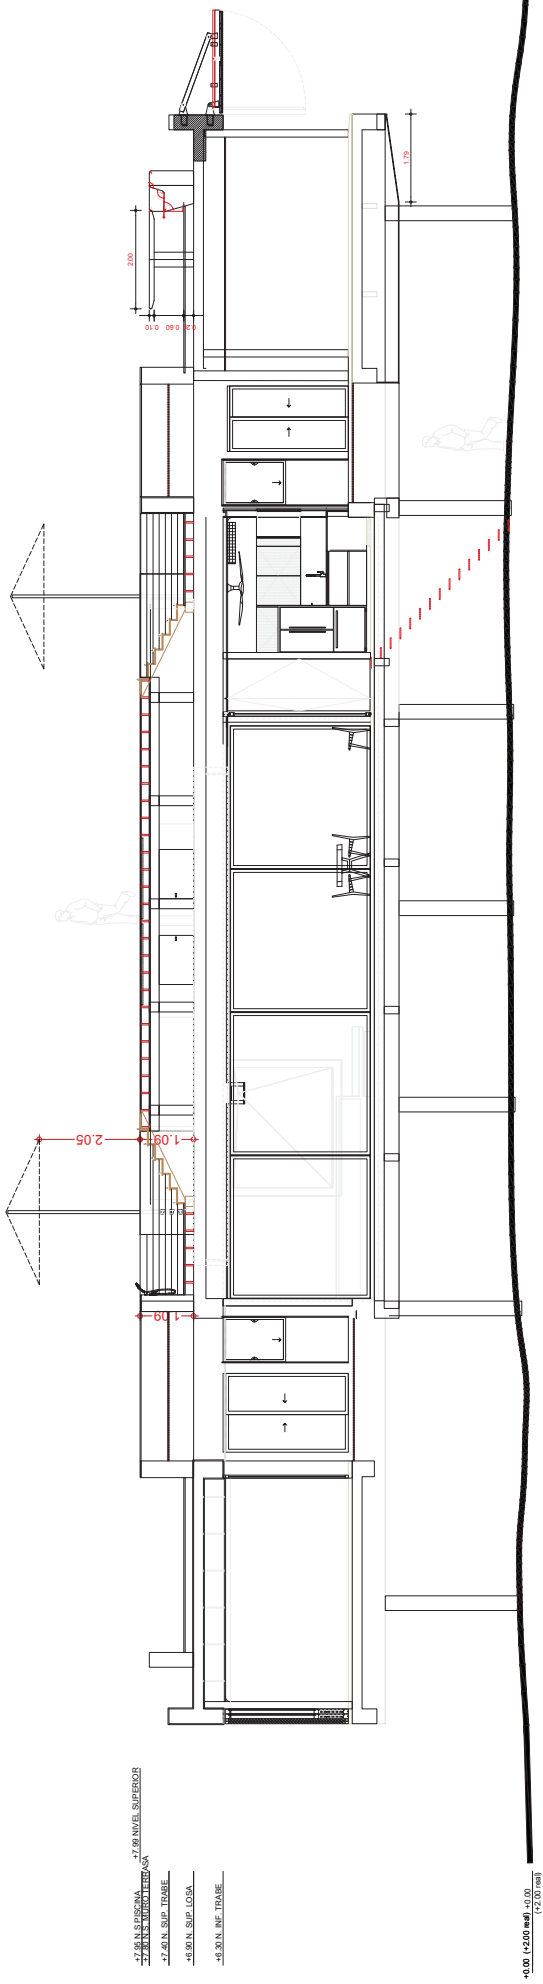 1.79
2.00
0.10
0.60
0.20
2.05
1.09
1.09
+7.99 NIVEL SUPERIOR
+7.95 N.S PISCINA
+7.80 N.S. MURO TERRASA
+7.40 N. SUP. TRABE
+6.90 N. SUP. LOSA
+6.30 N. INF. TRABE
+0.00 (+2.00 real)
+0.00
(+2.00 real)